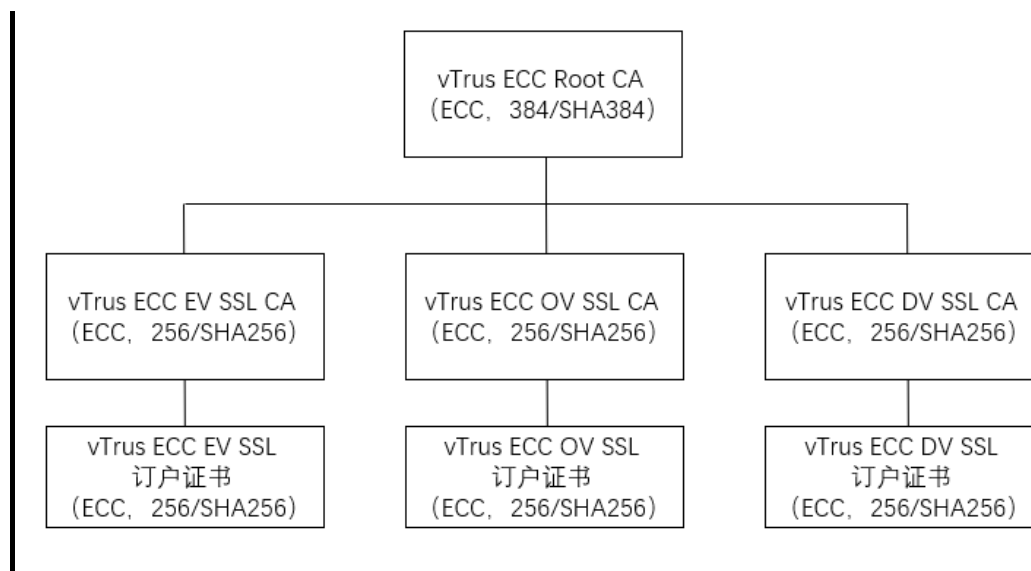 vTrus ECC Root CA
（ECC，384/SHA384）
vTrus ECC EV SSL CA
（ECC，256/SHA256）
vTrus ECC OV SSL CA
（ECC，256/SHA256）
vTrus ECC DV SSL CA
（ECC，256/SHA256）
vTrus ECC EV SSL
订户证书
（ECC，256/SHA256）
vTrus ECC OV SSL
订户证书
（ECC，256/SHA256）
vTrus ECC DV SSL
订户证书
（ECC，256/SHA256）